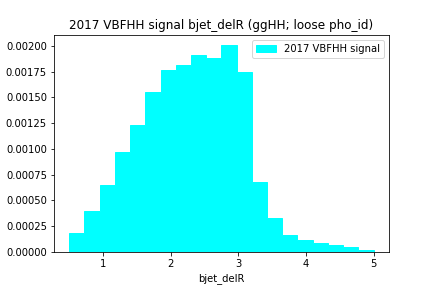 2017 VBFHH signal bjet_delR (ggHH; loose pho_id)
2017 VBFHH signal
0.00200
0.00175
0.00150
0.00125
0.00100
0.00075
0.00050
0.00025
0.00000
1 2 3 4 5
bjet_delR